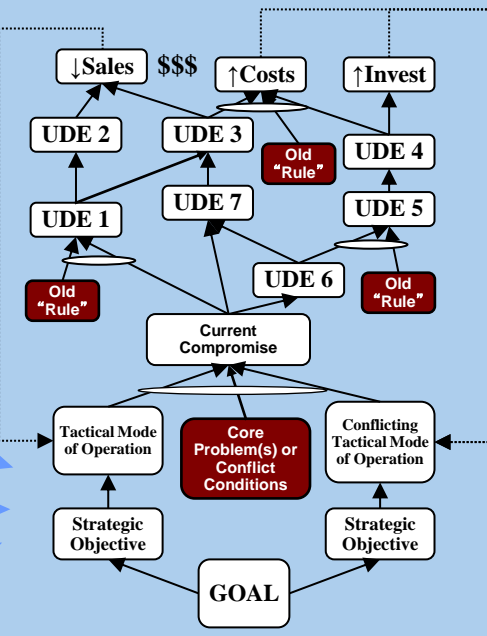 ↓Sales
$$$
↑Costs
↑Invest
UDE 2
UDE 3
Old
“Rule”
UDE 4
UDE 1
UDE 7
UDE 5
Old
“Rule”
UDE 6
Old
“Rule”
Current
Compromise
Tactical Mode
of Operation
Core
Problem(s) or
Conflict
Conditions
Conflicting
Tactical Mode
of Operation
Strategic
Objective
Strategic
Objective
GOAL